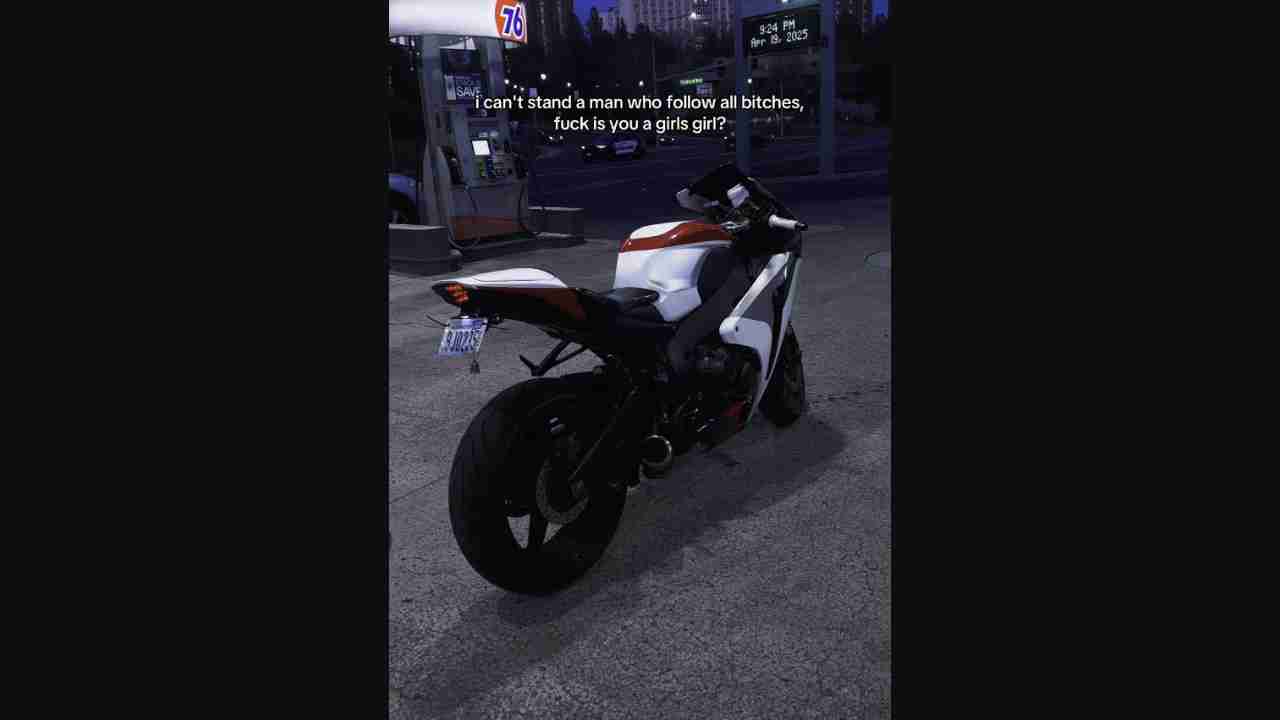 76
9:24 PM
Apr 19, 2025
SAVE
i can't stand a man who follow all bitches,
fuck is you a girls girl?